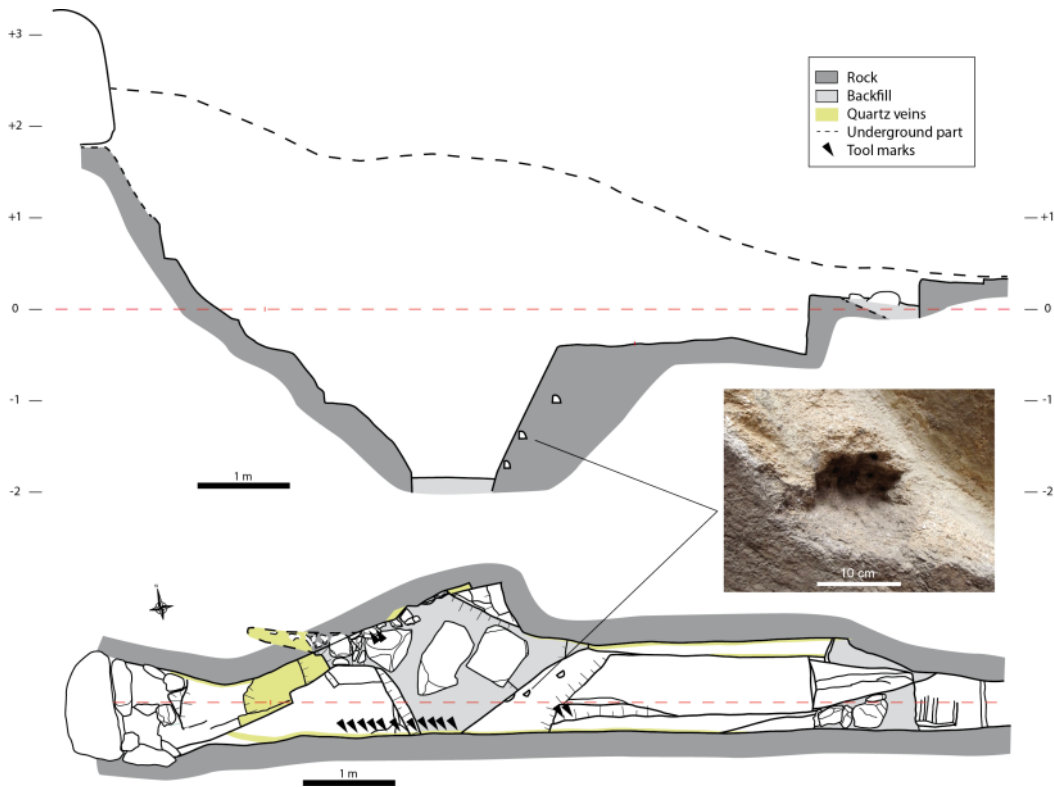 +3 —
+2 —
+1 —
0 —
-1 —
-2 —
1 m
Rock
Backfill
Quartz veins
Underground part
Tool marks
— +1
— 0
— -1
— -2
10 cm
1 m